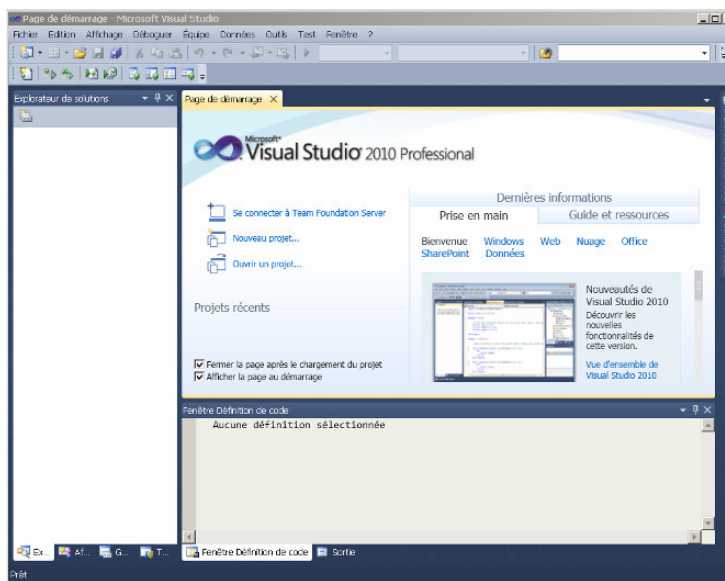 Page de démarrage - Microsoft Visual Studio
Fichier Edition Affichage Déboguer Équipe Données Outils Test Fenêtre ?
Explorateur de solutions
Page de démarrage
Microsoft®
Visual Studio 2010 Professional
Se connecter à Team Foundation Server
Nouveau projet...
Ouvrir un projet...
Projets récents
Fermer la page après le chargement du projet
Afficher la page au démarrage
Dernières informations
Prise en main Guide et ressources
Bienvenue Windows Web Nuage Office
SharePoint Données
Nouveautés de
Visual Studio 2010
Découvrir les
nouvelles
fonctionnalités de
cette version.
Vue d'ensemble de
Visual Studio 2010
Fenêtre Définition de code
Aucune définition sélectionnée
Ex... Af... G... T... Fenêtre Définition de code Sortie
Prêt